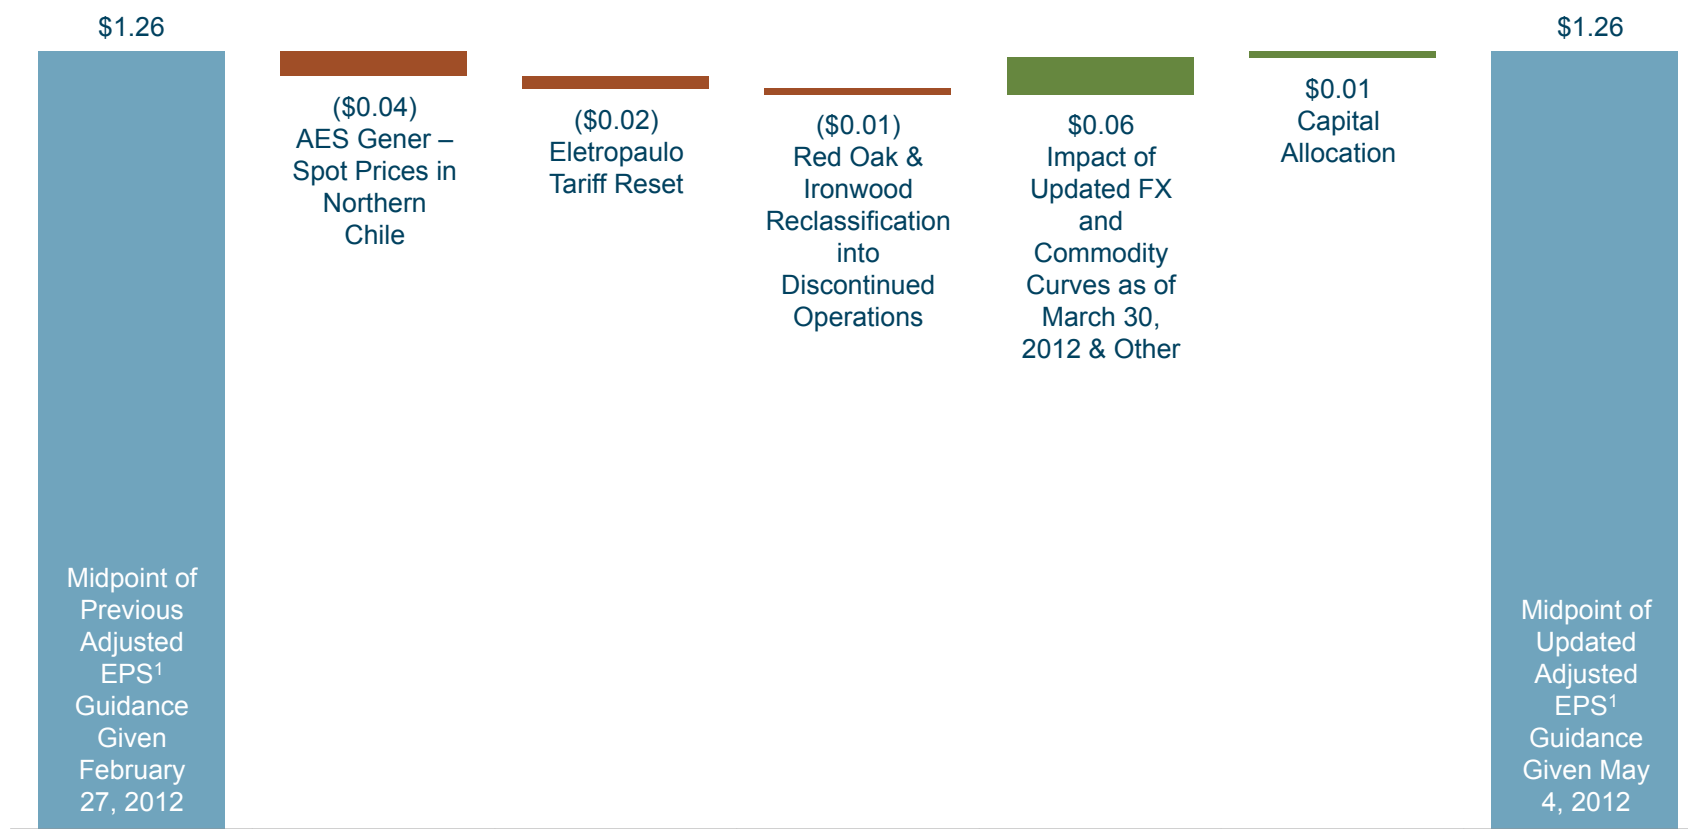 $1.26
Midpoint of
Previous
Adjusted
EPS¹
Guidance
Given
February
27, 2012
($0.04)
AES Gener –
Spot Prices in
Northern
Chile
($0.02)
Eletropaulo
Tariff Reset
($0.01)
Red Oak &
Ironwood
Reclassification
into
Discontinued
Operations
$0.06
Impact of
Updated FX
and
Commodity
Curves as of
March 30,
2012 & Other
$0.01
Capital
Allocation
$1.26
Midpoint of
Updated
Adjusted
EPS¹
Guidance
Given May
4, 2012